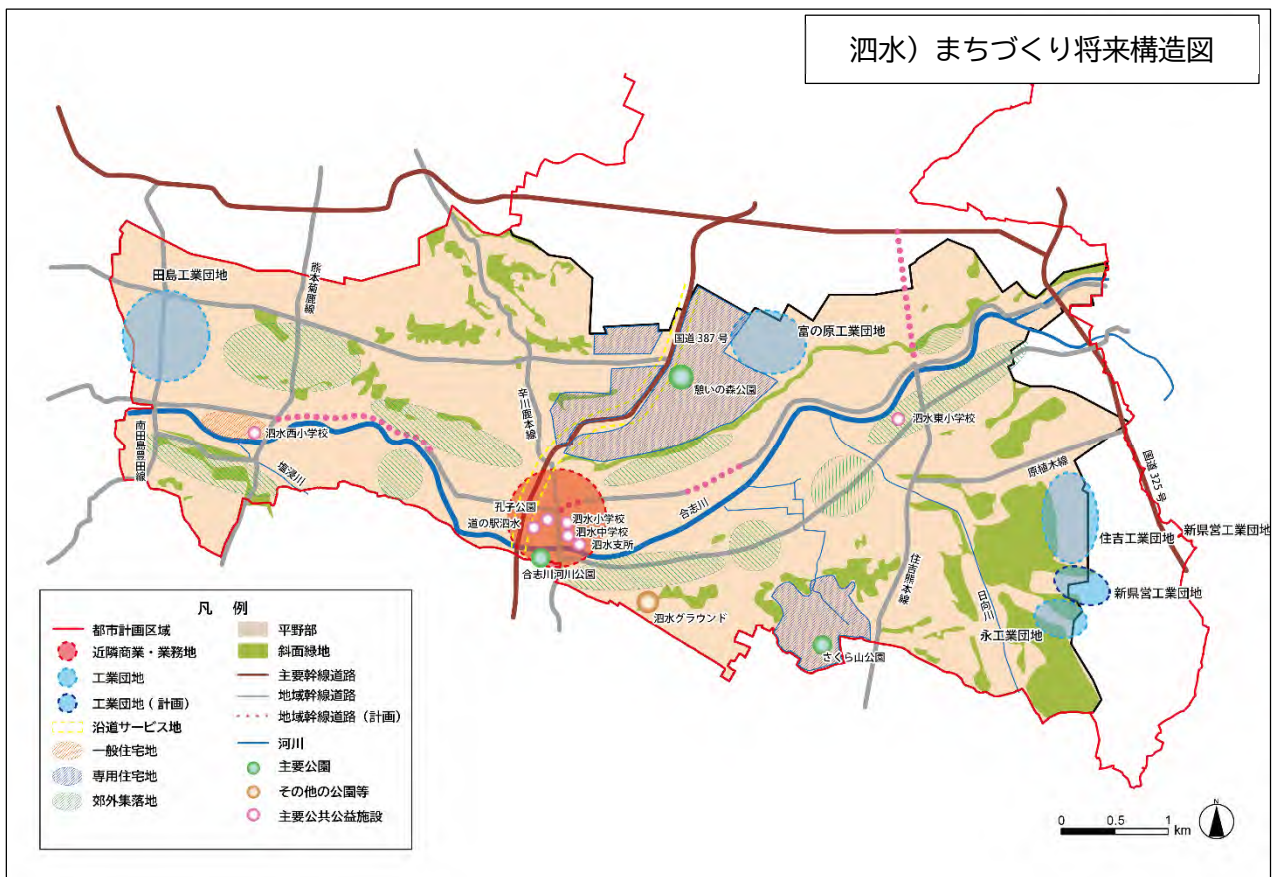 泗水）まちづくり将来構造図
田島工業団地
熊本菊鹿線
国道 387 号
富の原工業団地
憩いの森公園
辛川鹿本線
泗水西小学校
泗水東小学校
南田島豊田線
塩浸川
原植木線
国道 325 号
合志川
孔子公園
道の駅泗水
泗水小学校
泗水中学校
泗水支所
合志川河川公園
住吉工業団地
新県営工業団地
新県営工業団地
住吉熊本線
日向川
永工業団地
泗水グラウンド
さくら山公園
凡 例
都市計画区域
近隣商業・業務地
工業団地
工業団地（計画）
沿道サービス地
一般住宅地
専用住宅地
郊外集落地
平野部
斜面緑地
主要幹線道路
地域幹線道路
地域幹線道路（計画）
河川
主要公園
その他の公園等
主要公共公益施設
0 0.5 1
km
N